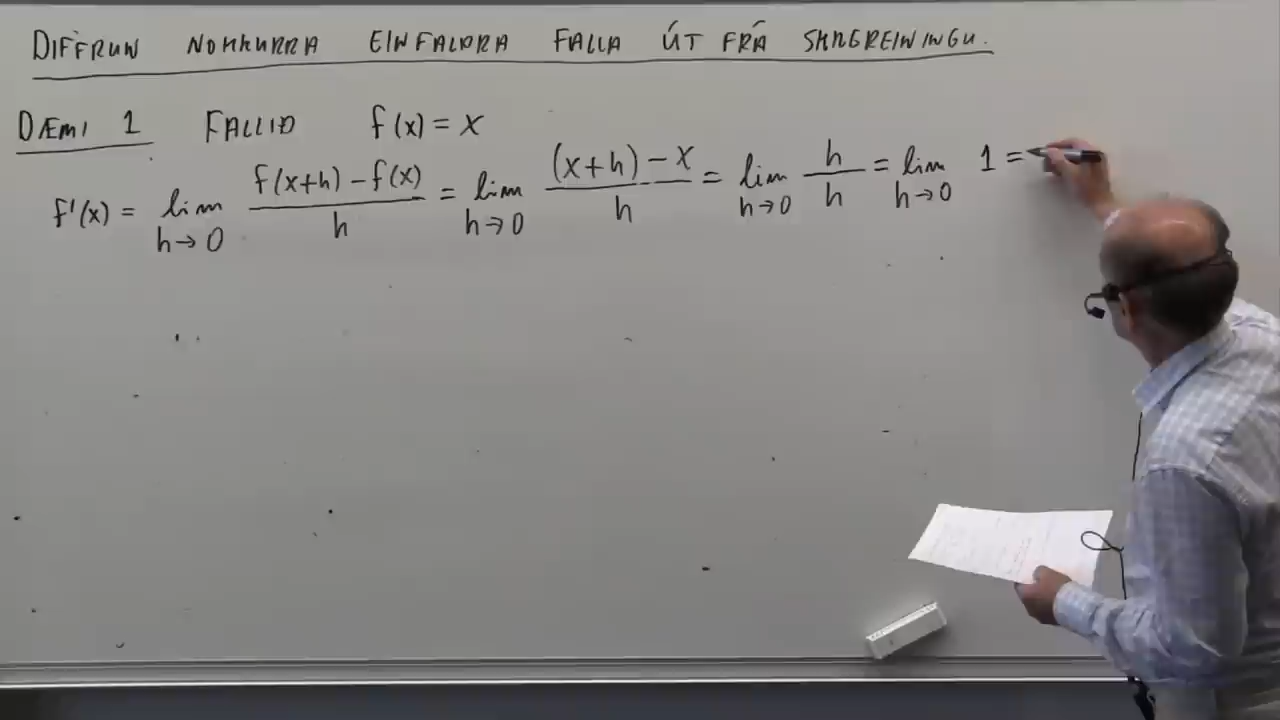 DIFFRUN NOKKURRA EINFALDRA FALLA ÚT FRÁ SKILGREININGU.
DÆMI 1 FALLIÐ f(x) = x
f'(x) = lim h→0 (f(x+h) − f(x))/h = lim h→0 ((x+h) − x)/h = lim h→0 h/h = lim h→0 1 =